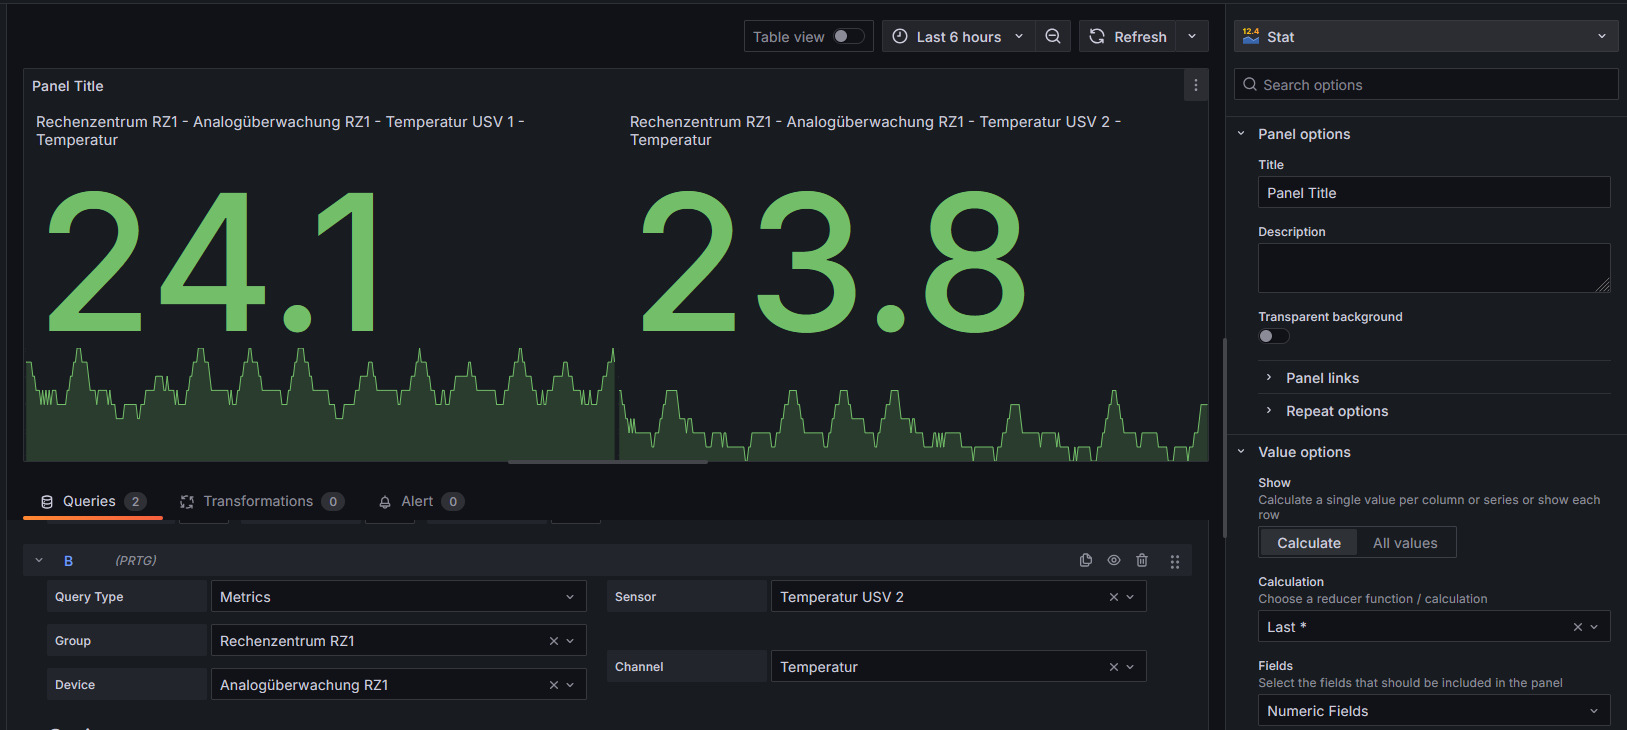 Table view
Last 6 hours
Refresh
12.4
Stat
Panel Title
Rechenzentrum RZ1 - Analogüberwachung RZ1 - Temperatur USV 1 -
Temperatur
24.1
Rechenzentrum RZ1 - Analogüberwachung RZ1 - Temperatur USV 2 -
Temperatur
23.8
Queries 2
Transformations 0
Alert 0
B (PRTG)
Query Type Metrics
Sensor Temperatur USV 2
Group Rechenzentrum RZ1
Channel Temperatur
Device Analogüberwachung RZ1
Search options
Panel options
Title
Panel Title
Description
Transparent background
Panel links
Repeat options
Value options
Show
Calculate a single value per column or series or show each
row
Calculate All values
Calculation
Choose a reducer function / calculation
Last *
Fields
Select the fields that should be included in the panel
Numeric Fields